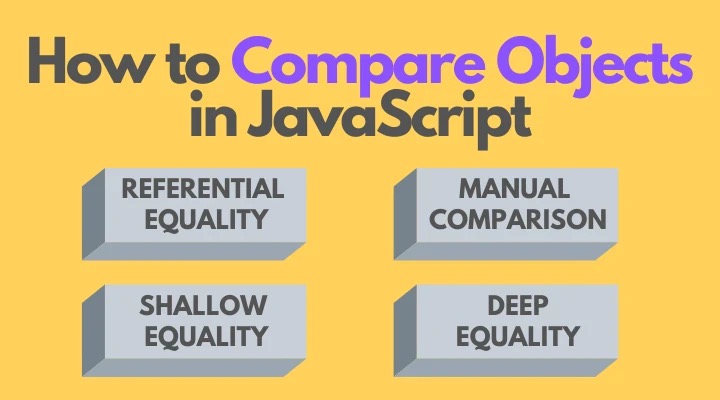 How to Compare Objects
in JavaScript
REFERENTIAL
EQUALITY
MANUAL
COMPARISON
SHALLOW
EQUALITY
DEEP
EQUALITY